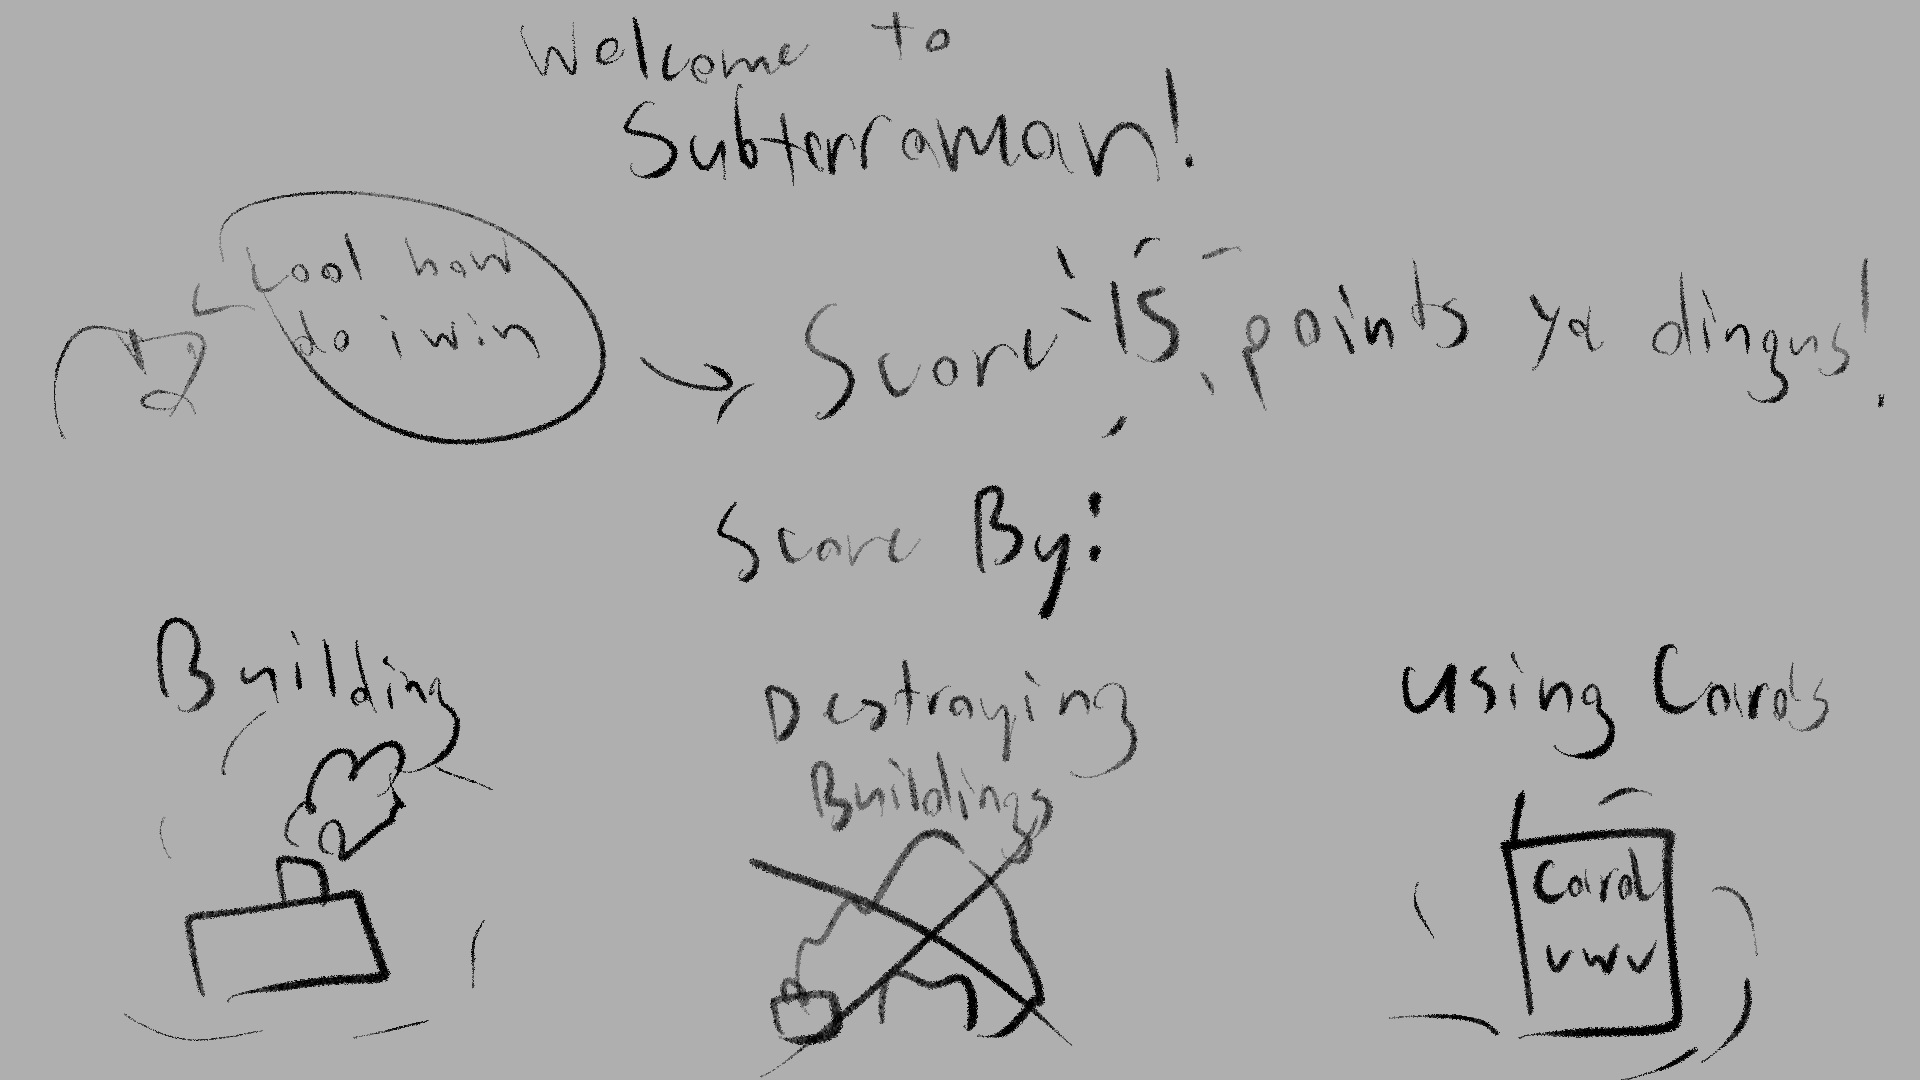 Welcome to
Subterraman!
cool how
do i win
Score 15 points ya dingus!
Score By:
Building
Destroying
Buildings
using Cards
Card
vwv